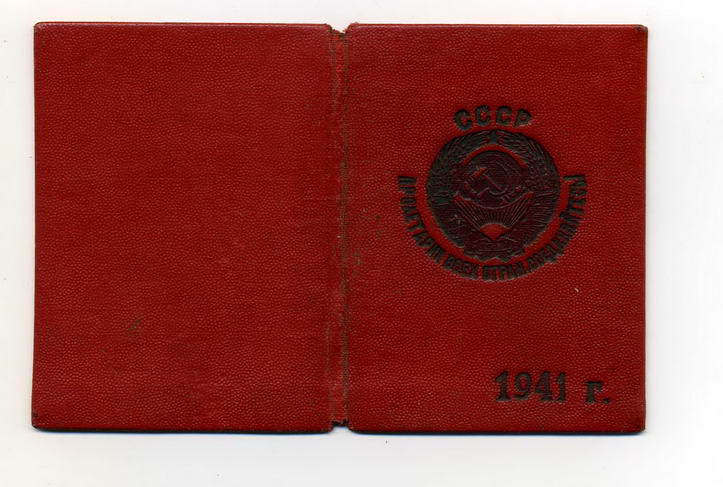 СССР
ПРОЛЕТАРИИ ВСЕХ СТРАН, СОЕДИНЯЙТЕСЬ
1941 г.